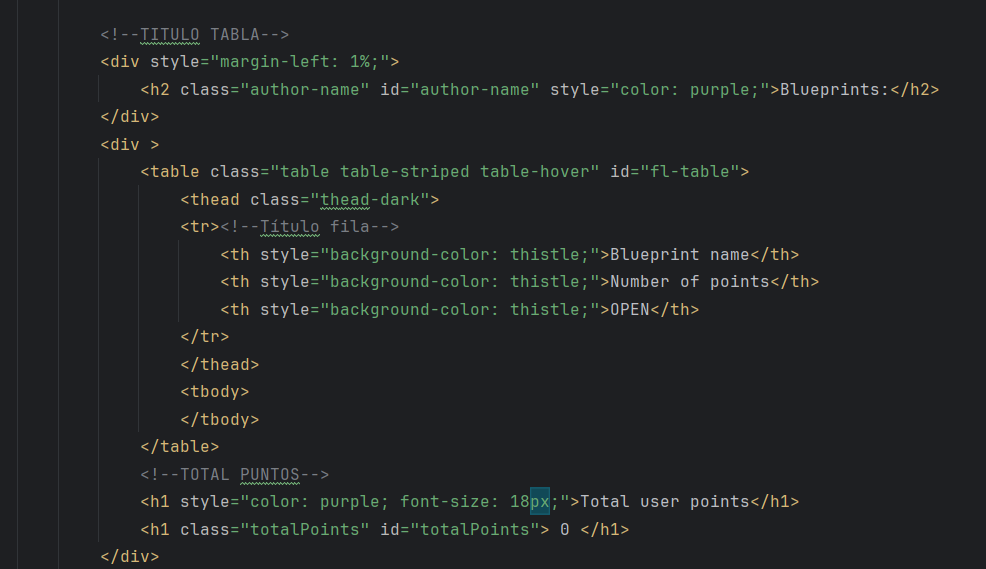 <!--TITULO TABLA-->
<div style="margin-left: 1%;">
<h2 class="author-name" id="author-name" style="color: purple;">Blueprints:</h2>
</div>
<div >
<table class="table table-striped table-hover" id="fl-table">
<thead class="thead-dark">
<tr><!--Título fila-->
<th style="background-color: thistle;">Blueprint name</th>
<th style="background-color: thistle;">Number of points</th>
<th style="background-color: thistle;">OPEN</th>
</tr>
</thead>
<tbody>
</tbody>
</table>
<!--TOTAL PUNTOS-->
<h1 style="color: purple; font-size: 18px;">Total user points</h1>
<h1 class="totalPoints" id="totalPoints"> 0 </h1>
</div>